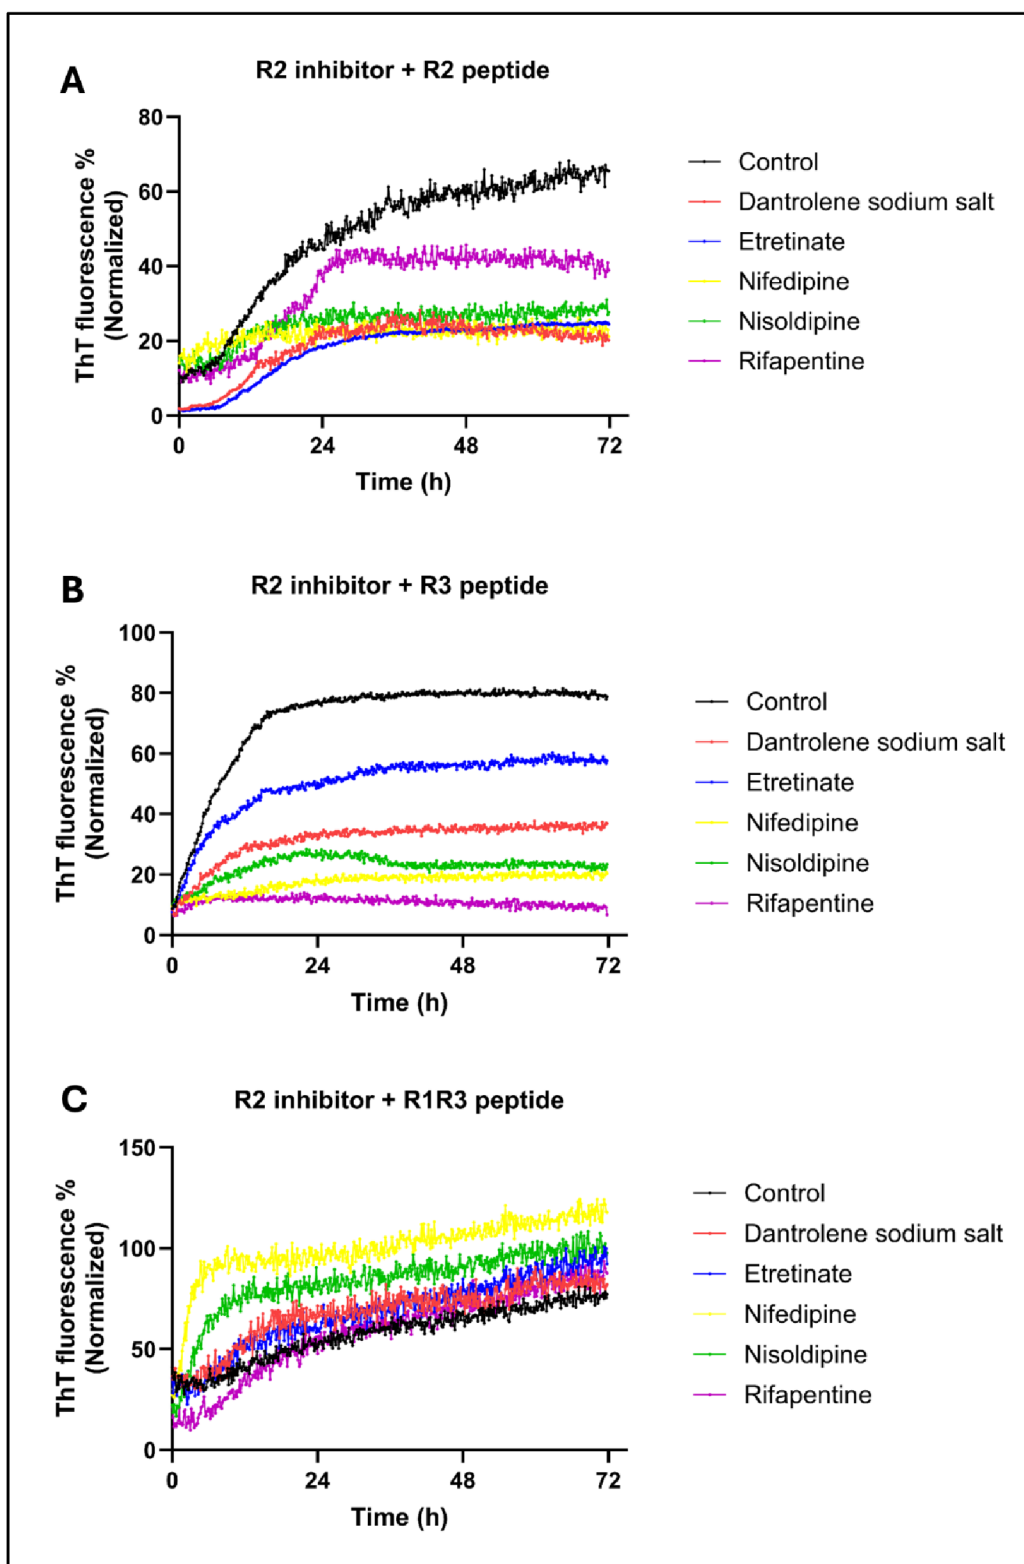 A
R2 inhibitor + R2 peptide
ThT fluorescence %
(Normalized)
80
60
40
20
0
0 24 48 72
Time (h)
Control
Dantrolene sodium salt
Etretinate
Nifedipine
Nisoldipine
Rifapentine
B
R2 inhibitor + R3 peptide
ThT fluorescence %
(Normalized)
100
80
60
40
20
0
0 24 48 72
Time (h)
Control
Dantrolene sodium salt
Etretinate
Nifedipine
Nisoldipine
Rifapentine
C
R2 inhibitor + R1R3 peptide
ThT fluorescence %
(Normalized)
150
100
50
0
0 24 48 72
Time (h)
Control
Dantrolene sodium salt
Etretinate
Nifedipine
Nisoldipine
Rifapentine